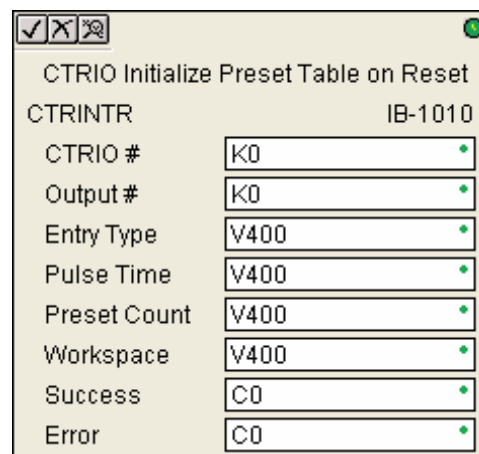 CTRIO Initialize Preset Table on Reset
CTRINTR IB-1010
CTRIO # K0
Output # K0
Entry Type V400
Pulse Time V400
Preset Count V400
Workspace V400
Success C0
Error C0